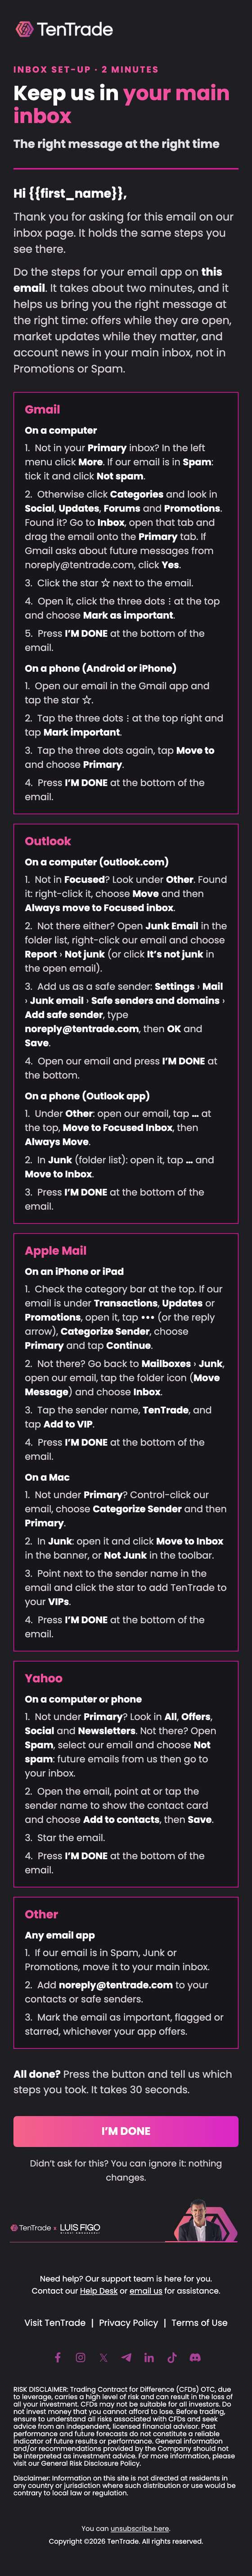 TenTrade
INBOX SET-UP · 2 MINUTES
Keep us in your main
inbox
The right message at the right time
Hi {{first_name}},
Thank you for asking for this email on our
inbox page. It holds the same steps you
see there.
Do the steps for your email app on this
email. It takes about two minutes, and it
helps us bring you the right message at
the right time: offers while they are open,
market updates while they matter, and
account news in your main inbox, not in
Promotions or Spam.
Gmail
On a computer
1. Not in your Primary inbox? In the left
menu click More. If our email is in Spam:
tick it and click Not spam.
2. Otherwise click Categories and look in
Social, Updates, Forums and Promotions.
Found it? Go to Inbox, open that tab and
drag the email onto the Primary tab. If
Gmail asks about future messages from
noreply@tentrade.com, click Yes.
3. Click the star ☆ next to the email.
4. Open it, click the three dots ⋮ at the top
and choose Mark as important.
5. Press I'M DONE at the bottom of the
email.
On a phone (Android or iPhone)
1. Open our email in the Gmail app and
tap the star ☆.
2. Tap the three dots ⋮ at the top right and
tap Mark important.
3. Tap the three dots again, tap Move to
and choose Primary.
4. Press I'M DONE at the bottom of the
email.
Outlook
On a computer (outlook.com)
1. Not in Focused? Look under Other. Found
it: right-click it, choose Move and then
Always move to Focused inbox.
2. Not there either? Open Junk Email in the
folder list, right-click our email and choose
Report › Not junk (or click It's not junk in
the open email).
3. Add us as a safe sender: Settings › Mail
› Junk email › Safe senders and domains ›
Add safe sender, type
noreply@tentrade.com, then OK and
Save.
4. Open our email and press I'M DONE at
the bottom.
On a phone (Outlook app)
1. Under Other: open our email, tap ... at
the top, Move to Focused Inbox, then
Always Move.
2. In Junk (folder list): open it, tap ... and
Move to Inbox.
3. Press I'M DONE at the bottom of the
email.
Apple Mail
On an iPhone or iPad
1. Check the category bar at the top. If our
email is under Transactions, Updates or
Promotions, open it, tap ••• (or the reply
arrow), Categorize Sender, choose
Primary and tap Continue.
2. Not there? Go back to Mailboxes › Junk,
open our email, tap the folder icon (Move
Message) and choose Inbox.
3. Tap the sender name, TenTrade, and
tap Add to VIP.
4. Press I'M DONE at the bottom of the
email.
On a Mac
1. Not under Primary? Control-click our
email, choose Categorize Sender and then
Primary.
2. In Junk: open it and click Move to Inbox
in the banner, or Not Junk in the toolbar.
3. Point next to the sender name in the
email and click the star to add TenTrade to
your VIPs.
4. Press I'M DONE at the bottom of the
email.
Yahoo
On a computer or phone
1. Not under Primary? Look in All, Offers,
Social and Newsletters. Not there? Open
Spam, select our email and choose Not
spam: future emails from us then go to
your inbox.
2. Open the email, point at or tap the
sender name to show the contact card
and choose Add to contacts, then Save.
3. Star the email.
4. Press I'M DONE at the bottom of the
email.
Other
Any email app
1. If our email is in Spam, Junk or
Promotions, move it to your main inbox.
2. Add noreply@tentrade.com to your
contacts or safe senders.
3. Mark the email as important, flagged or
starred, whichever your app offers.
All done? Press the button and tell us which
steps you took. It takes 30 seconds.
I'M DONE
Didn't ask for this? You can ignore it: nothing
changes.
TenTrade × LUIS FIGO
Need help? Our support team is here for you.
Contact our Help Desk or email us for assistance.
Visit TenTrade | Privacy Policy | Terms of Use
RISK DISCLAIMER: Trading Contract for Difference (CFDs) OTC, due
to leverage, carries a high level of risk and can result in the loss of
all your investment. CFDs may not be suitable for all investors. Do
not invest money that you cannot afford to lose. Before trading,
ensure to understand all risks associated with CFDs and seek
advice from an independent, licensed financial advisor. Past
performance and future forecasts do not constitute a reliable
indicator of future results or performance. General information
and/or recommendations provided by the Company should not
be interpreted as investment advice. For more information, please
visit our General Risk Disclosure Policy.
Disclaimer: Information on this site is not directed at residents in
any country or jurisdiction where such distribution or use would be
contrary to local law or regulation.
You can unsubscribe here.
Copyright ©2026 TenTrade. All rights reserved.